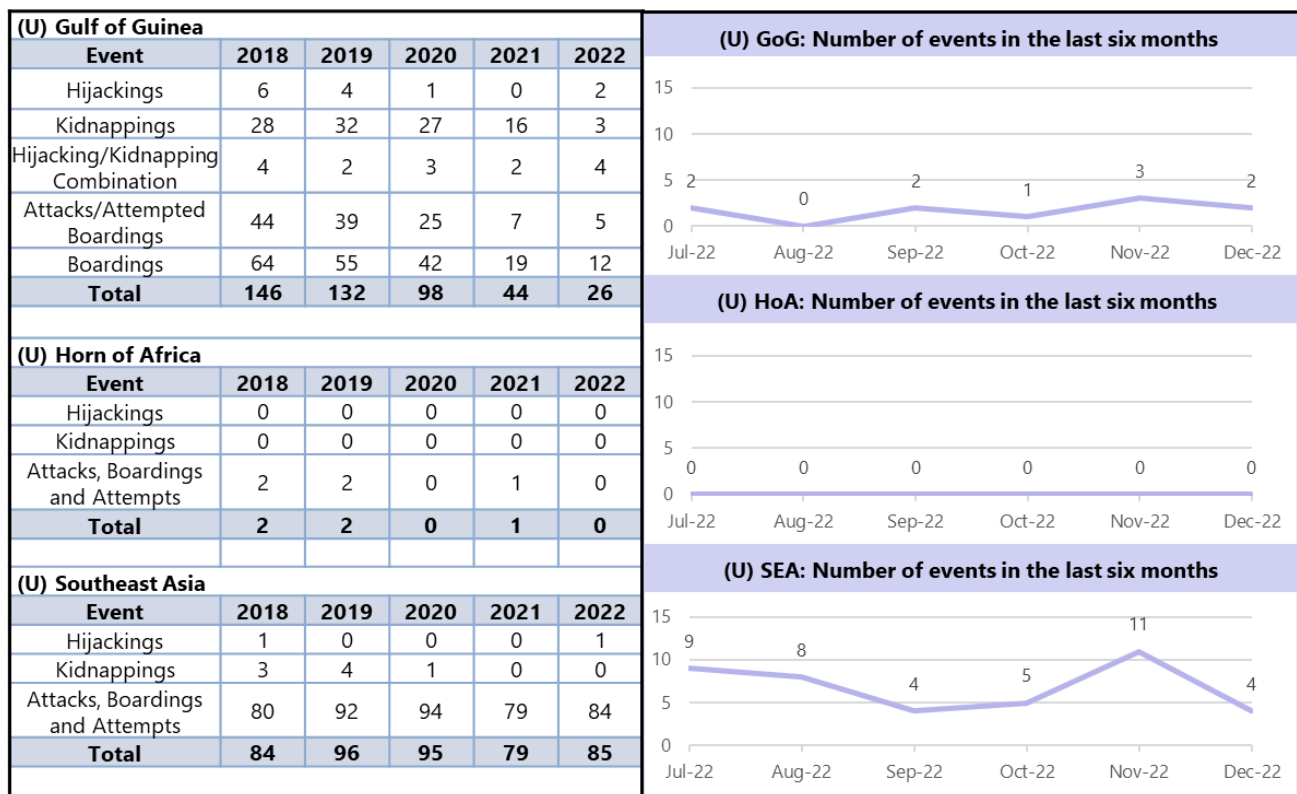 (U) Gulf of Guinea
Event 2018 2019 2020 2021 2022
Hijackings 6 4 1 0 2
Kidnappings 28 32 27 16 3
Hijacking/Kidnapping
Combination 4 2 3 2 4
Attacks/Attempted
Boardings 44 39 25 7 5
Boardings 64 55 42 19 12
Total 146 132 98 44 26
(U) Horn of Africa
Event 2018 2019 2020 2021 2022
Hijackings 0 0 0 0 0
Kidnappings 0 0 0 0 0
Attacks, Boardings
and Attempts 2 2 0 1 0
Total 2 2 0 1 0
(U) Southeast Asia
Event 2018 2019 2020 2021 2022
Hijackings 1 0 0 0 1
Kidnappings 3 4 1 0 0
Attacks, Boardings
and Attempts 80 92 94 79 84
Total 84 96 95 79 85
(U) GoG: Number of events in the last six months
15
10
5
0
2 0 2 1 3 2
Jul-22 Aug-22 Sep-22 Oct-22 Nov-22 Dec-22
(U) HoA: Number of events in the last six months
15
10
5
0
0 0 0 0 0 0
Jul-22 Aug-22 Sep-22 Oct-22 Nov-22 Dec-22
(U) SEA: Number of events in the last six months
15
10
5
0
9 8 4 5 11 4
Jul-22 Aug-22 Sep-22 Oct-22 Nov-22 Dec-22